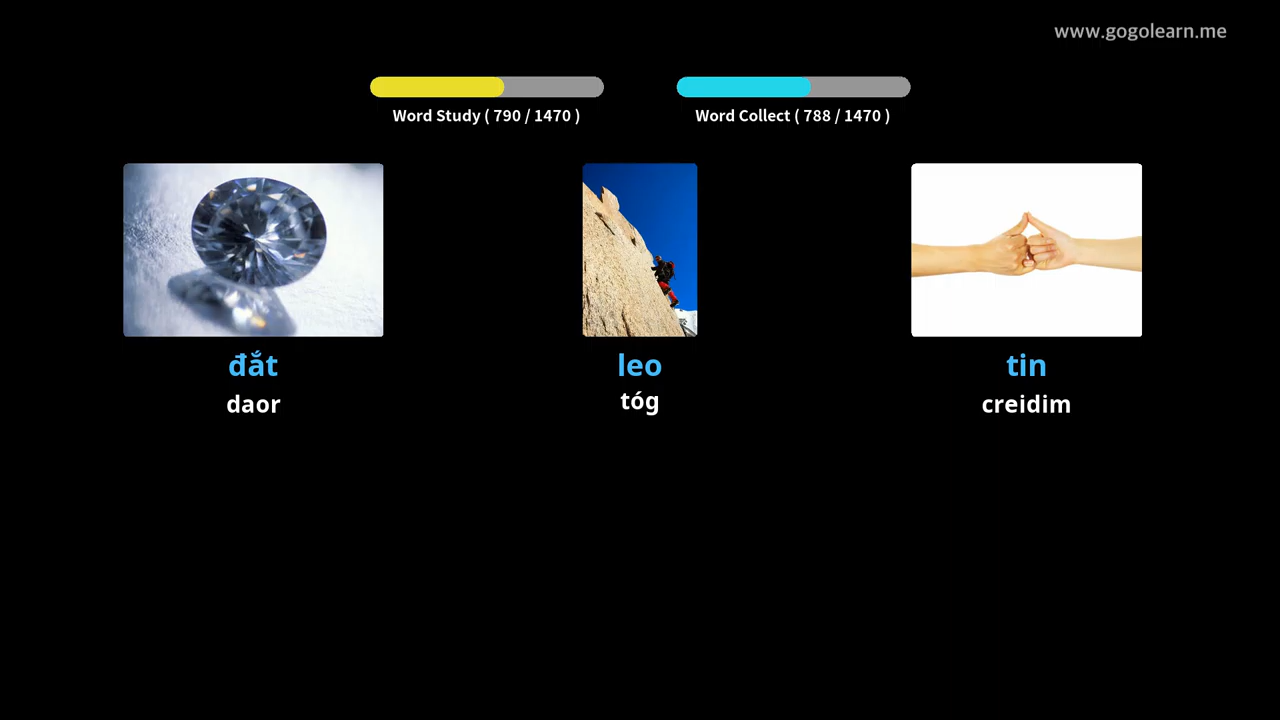 www.gogolearn.me
Word Study ( 790 / 1470 )
Word Collect ( 788 / 1470 )
đắt
leo
tin
daor
tóg
creidim